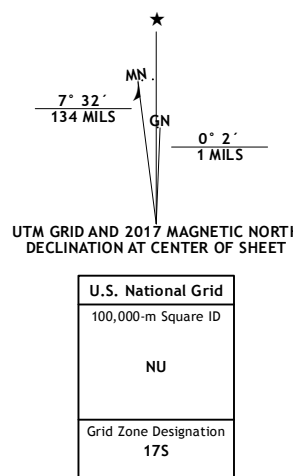 ★
MN
7° 32´
134 MILS
GN
0° 2´
1 MILS
UTM GRID AND 2017 MAGNETIC NORTH
DECLINATION AT CENTER OF SHEET
U.S. National Grid
100,000-m Square ID
NU
Grid Zone Designation
17S